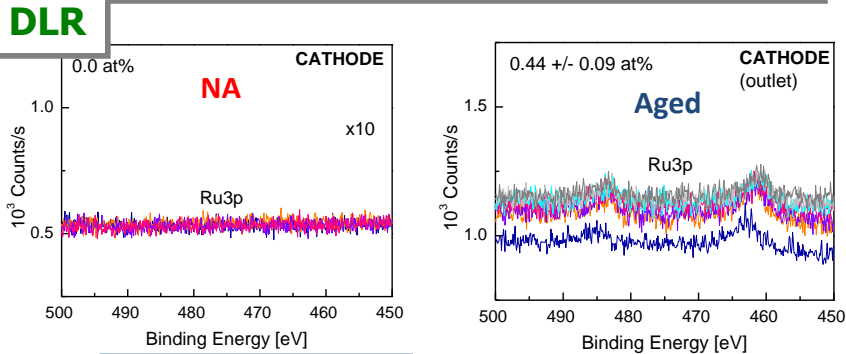 DLR
0.0 at%
CATHODE
NA
x10
Ru3p
1.0
0.5
10³ Counts/s
500 490 480 470 460 450
Binding Energy [eV]
0.44 +/- 0.09 at%
CATHODE
(outlet)
Aged
Ru3p
1.5
1.0
10³ Counts/s
500 490 480 470 460 450
Binding Energy [eV]